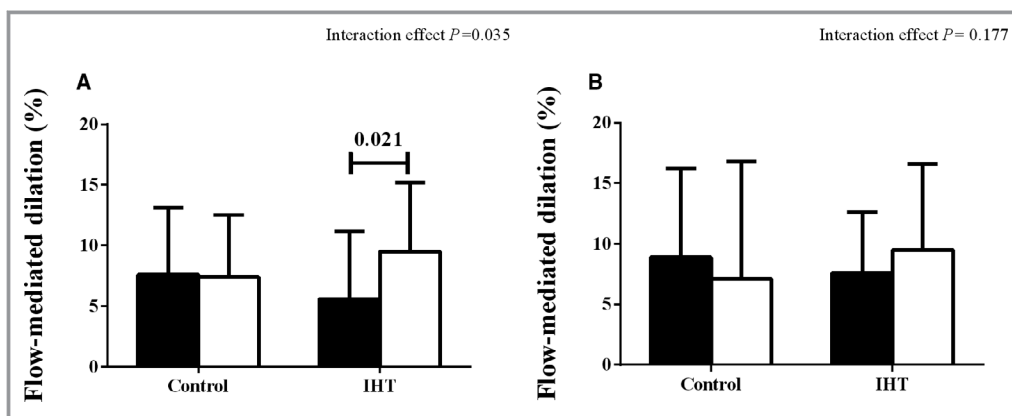 Interaction effect P=0.035
A
Flow-mediated dilation (%)
20
15
10
5
0
0.021
Control
IHT
Interaction effect P= 0.177
B
Flow-mediated dilation (%)
20
15
10
5
0
Control
IHT